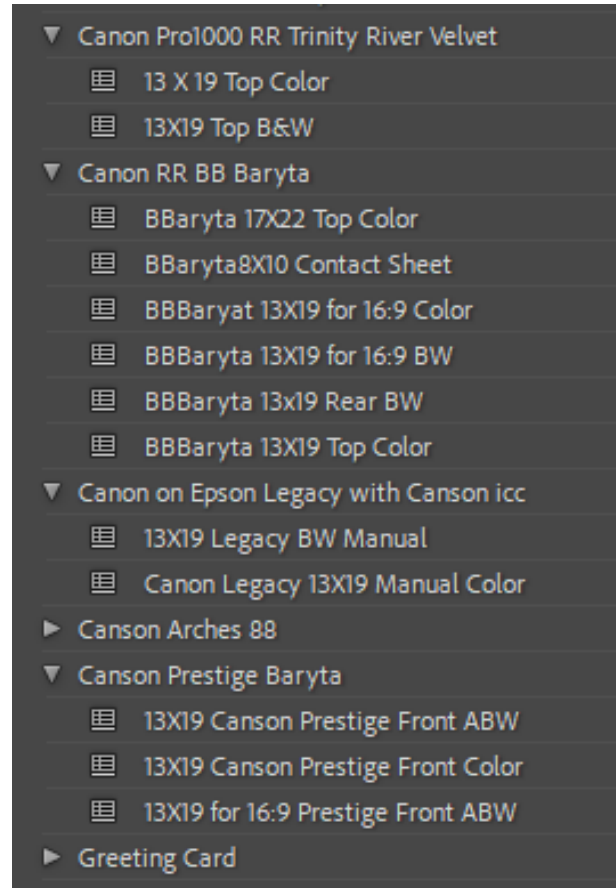 Canon Pro1000 RR Trinity River Velvet
13 X 19 Top Color
13X19 Top B&W
Canon RR BB Baryta
BBaryta 17X22 Top Color
BBaryta8X10 Contact Sheet
BBBaryat 13X19 for 16:9 Color
BBBaryta 13X19 for 16:9 BW
BBBaryta 13x19 Rear BW
BBBaryta 13X19 Top Color
Canon on Epson Legacy with Canson icc
13X19 Legacy BW Manual
Canon Legacy 13X19 Manual Color
Canson Arches 88
Canson Prestige Baryta
13X19 Canson Prestige Front ABW
13X19 Canson Prestige Front Color
13X19 for 16:9 Prestige Front ABW
Greeting Card